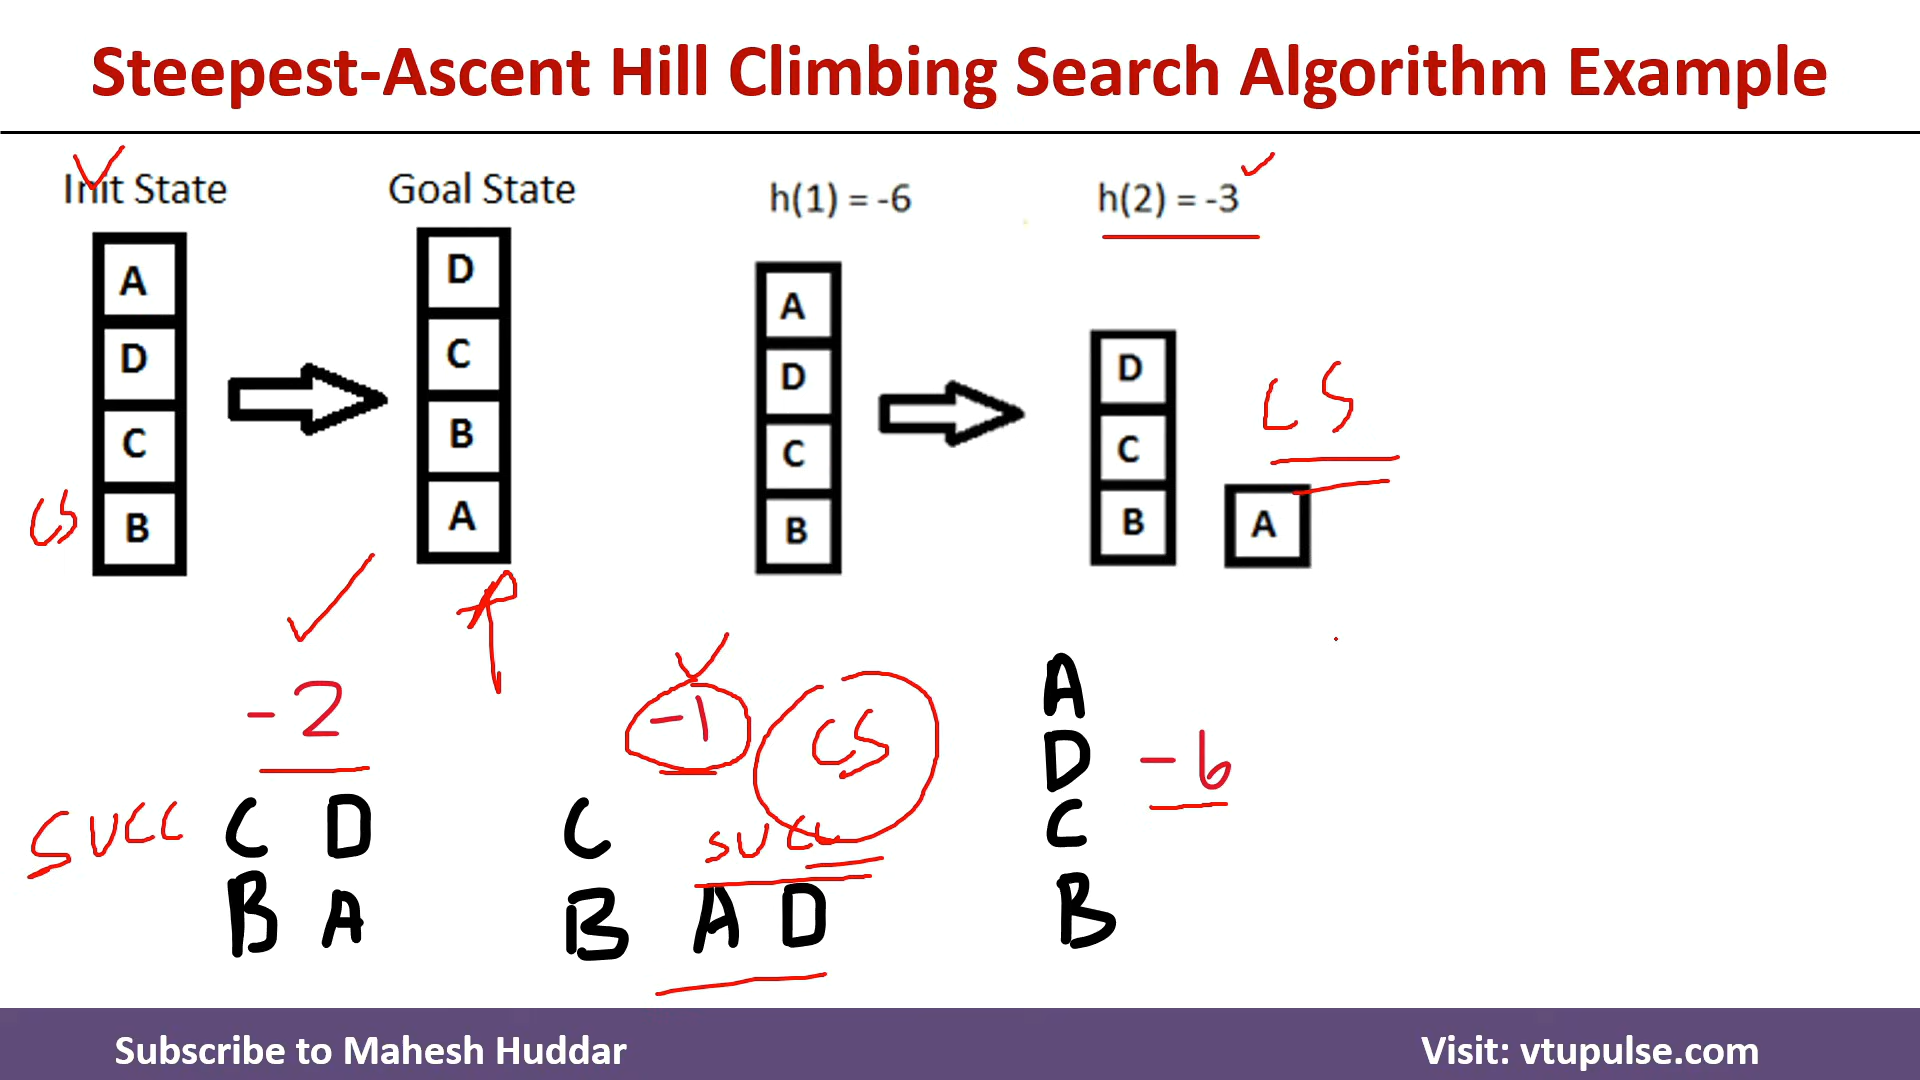 Steepest-Ascent Hill Climbing Search Algorithm Example
Init State
Goal State
h(1) = -6
h(2) = -3
A
D
C
B
CS
D
C
B
A
A
D
C
B
D
C
B
A
CS
-2
SUCC
C D
B A
-1
CS
C
succ
B A D
A
D
C
B
-6
Subscribe to Mahesh Huddar
Visit: vtupulse.com